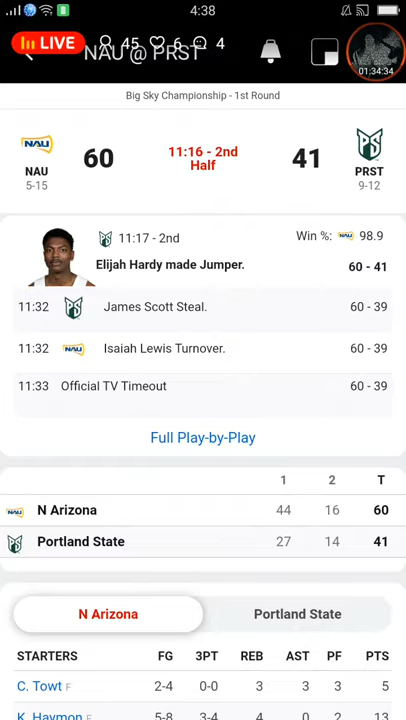 4:38
LIVE 45 6 4
NAU @ PRST
01:34:34
Big Sky Championship - 1st Round
NAU 60 11:16 - 2nd Half 41 PRST
5-15 9-12
11:17 - 2nd Win %: NAU 98.9
Elijah Hardy made Jumper. 60 - 41
11:32 PS James Scott Steal. 60 - 39
11:32 NAU Isaiah Lewis Turnover. 60 - 39
11:33 Official TV Timeout 60 - 39
Full Play-by-Play
1 2 T
NAU N Arizona 44 16 60
Portland State 27 14 41
N Arizona Portland State
STARTERS FG 3PT REB AST PF PTS
C. Towt F 2-4 0-0 3 3 3 5
K. Haymon F 5-8 3-4 4 0 2 13